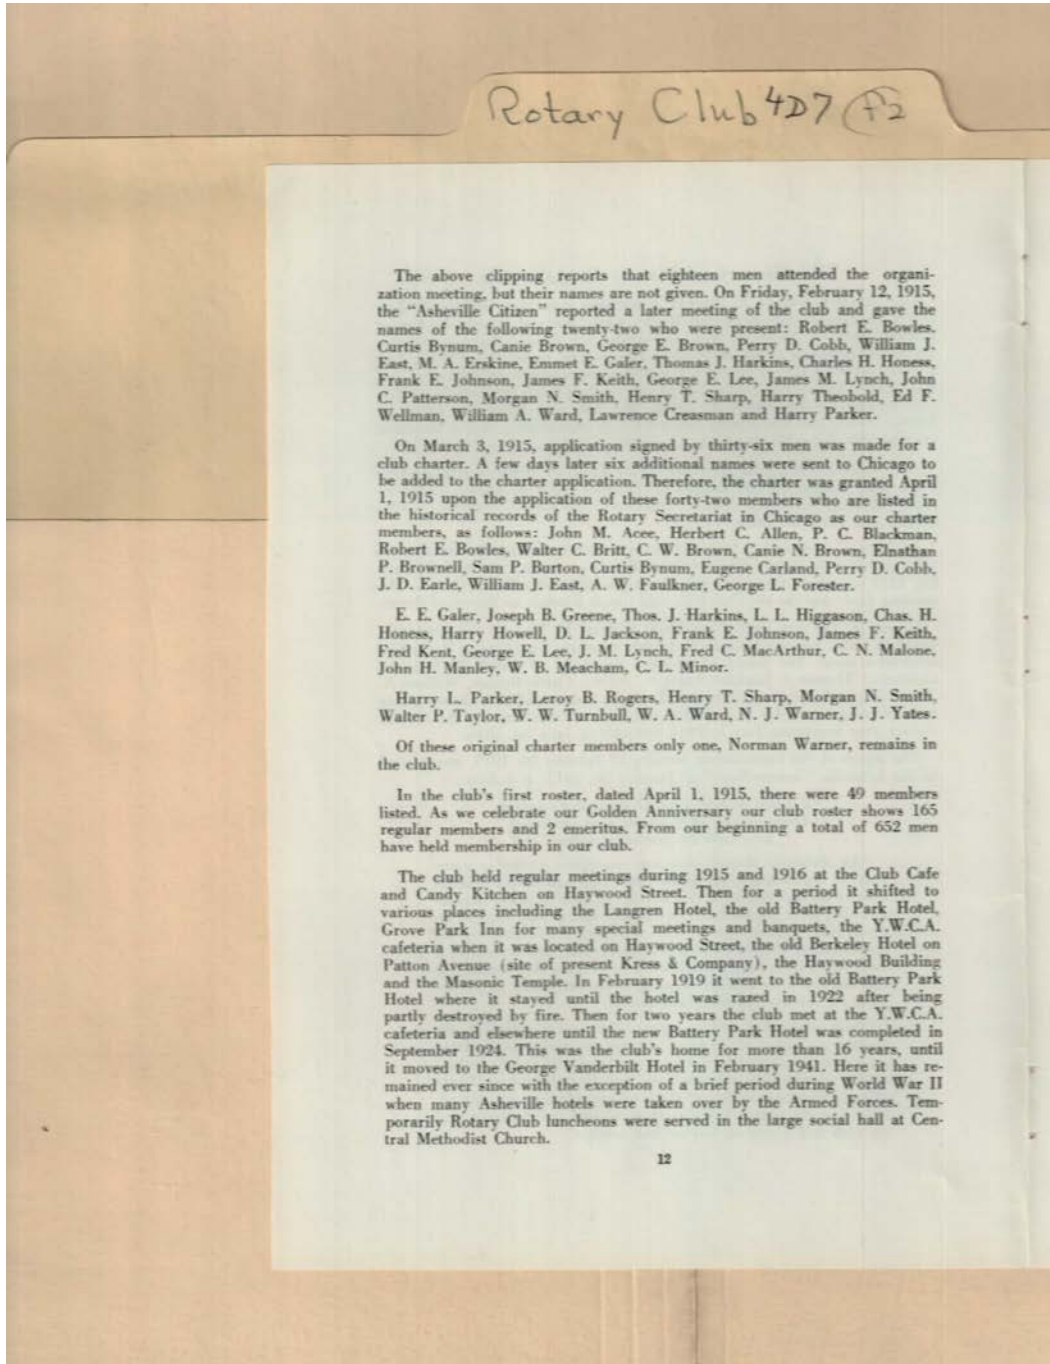 Rotary Club 4D7 P2
The above clipping reports that eighteen men attended the organi-
zation meeting, but their names are not given. On Friday, February 12, 1915,
the "Asheville Citizen" reported a later meeting of the club and gave the
names of the following twenty-two who were present: Robert E. Bowles,
Curtis Bynum, Canie Brown, George E. Brown, Perry D. Cobb, William J.
East, M. A. Erskine, Emmet E. Galer, Thomas J. Harkins, Charles H. Honess,
Frank E. Johnson, James F. Keith, George E. Lee, James M. Lynch, John
C. Patterson, Morgan N. Smith, Henry T. Sharp, Harry Theobold, Ed F.
Wellman, William A. Ward, Lawrence Creasman and Harry Parker.
On March 3, 1915, application signed by thirty-six men was made for a
club charter. A few days later six additional names were sent to Chicago to
be added to the charter application. Therefore, the charter was granted April
1, 1915 upon the application of these forty-two members who are listed in
the historical records of the Rotary Secretariat in Chicago as our charter
members, as follows: John M. Acee, Herbert C. Allen, P. C. Blackman,
Robert E. Bowles, Walter C. Britt, C. W. Brown, Canie N. Brown, Elnathan
P. Brownell, Sam P. Burton, Curtis Bynum, Eugene Carland, Perry D. Cobb,
J. D. Earle, William J. East, A. W. Faulkner, George L. Forester.
E. E. Galer, Joseph B. Greene, Thos. J. Harkins, L. L. Higgason, Chas. H.
Honess, Harry Howell, D. L. Jackson, Frank E. Johnson, James F. Keith,
Fred Kent, George E. Lee, J. M. Lynch, Fred C. MacArthur, C. N. Malone,
John H. Manley, W. B. Meacham, C. L. Minor.
Harry L. Parker, Leroy B. Rogers, Henry T. Sharp, Morgan N. Smith,
Walter P. Taylor, W. W. Turnbull, W. A. Ward, N. J. Warner, J. J. Yates.
Of these original charter members only one, Norman Warner, remains in
the club.
In the club's first roster, dated April 1, 1915, there were 49 members
listed. As we celebrate our Golden Anniversary our club roster shows 165
regular members and 2 emeritus. From our beginning a total of 652 men
have held membership in our club.
The club held regular meetings during 1915 and 1916 at the Club Cafe
and Candy Kitchen on Haywood Street. Then for a period it shifted to
various places including the Langren Hotel, the old Battery Park Hotel,
Grove Park Inn for many special meetings and banquets, the Y.W.C.A.
cafeteria when it was located on Haywood Street, the old Berkeley Hotel on
Patton Avenue (site of present Kress & Company), the Haywood Building
and the Masonic Temple. In February 1919 it went to the old Battery Park
Hotel where it stayed until the hotel was razed in 1922 after being
partly destroyed by fire. Then for two years the club met at the Y.W.C.A.
cafeteria and elsewhere until the new Battery Park Hotel was completed in
September 1924. This was the club's home for more than 16 years, until
it moved to the George Vanderbilt Hotel in February 1941. Here it has re-
mained ever since with the exception of a brief period during World War II
when many Asheville hotels were taken over by the Armed Forces. Tem-
porarily Rotary Club luncheons were served in the large social hall at Cen-
tral Methodist Church.
12